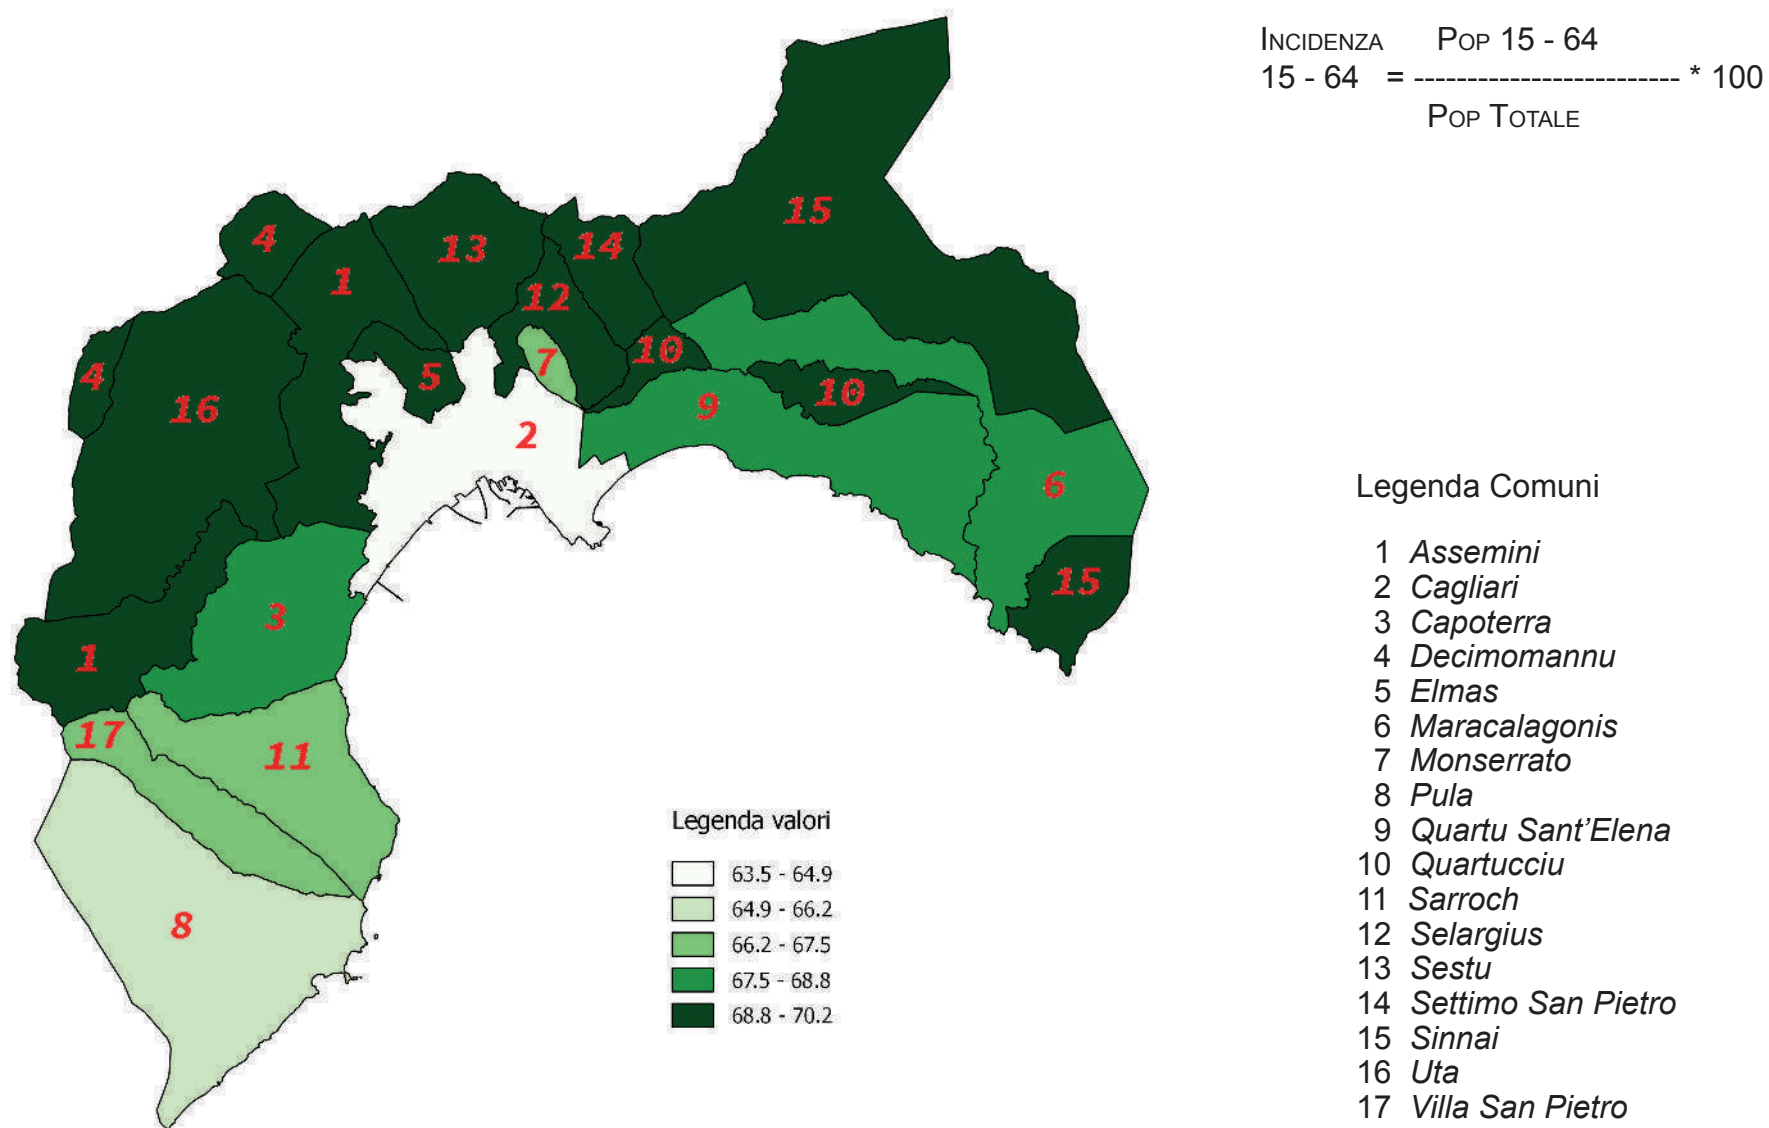 INCIDENZA POP 15 - 64
15 - 64 = ------------------------- * 100
POP TOTALE
15
4
13
14
1
12
10
7
5
4
10
16
9
2
6
15
3
1
17
11
8
Legenda valori
63.5 - 64.9
64.9 - 66.2
66.2 - 67.5
67.5 - 68.8
68.8 - 70.2
Legenda Comuni
1 Assemini
2 Cagliari
3 Capoterra
4 Decimomannu
5 Elmas
6 Maracalagonis
7 Monserrato
8 Pula
9 Quartu Sant’Elena
10 Quartucciu
11 Sarroch
12 Selargius
13 Sestu
14 Settimo San Pietro
15 Sinnai
16 Uta
17 Villa San Pietro